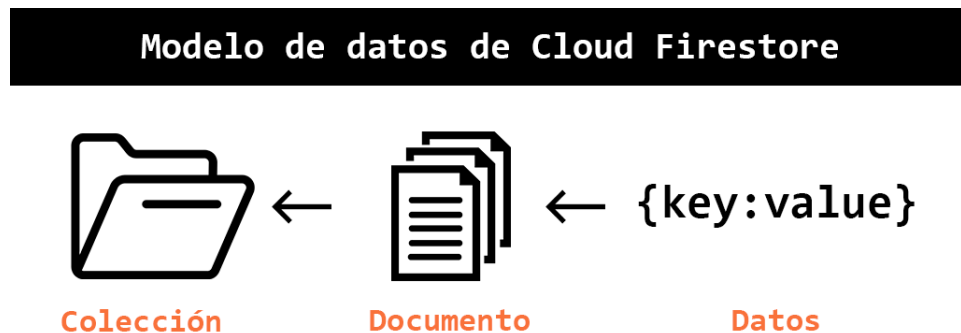 Modelo de datos de Cloud Firestore
{key:value}
Colección Documento Datos